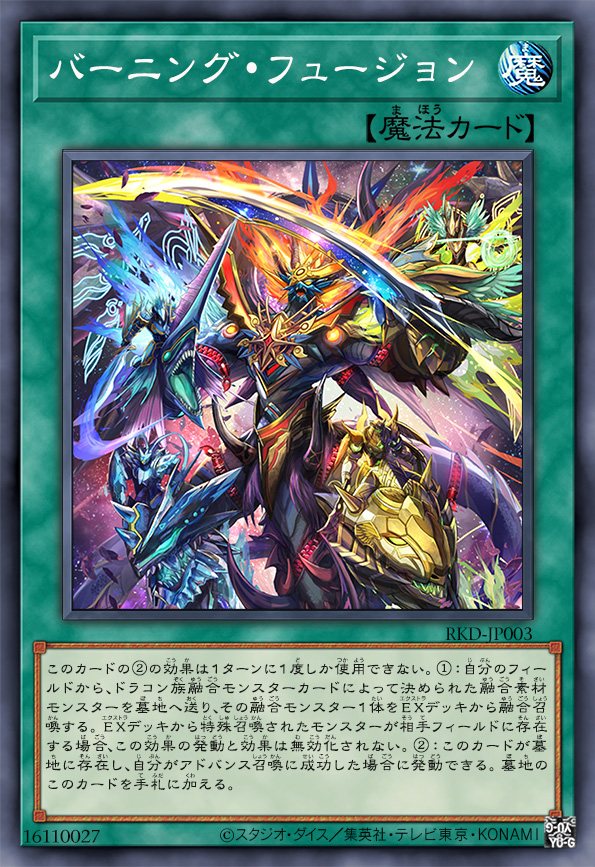 バーニング・フュージョン
魔
【魔法カード】
RKD-JP003
このカードの②の効果は1ターンに1度しか使用できない。①:自分のフィー
ルドから、ドラゴン族融合モンスターカードによって決められた融合素材
モンスターを墓地へ送り、その融合モンスター1体をEXデッキから融合召
喚する。EXデッキから特殊召喚されたモンスターが相手フィールドに存在
する場合、この効果の発動と効果は無効化されない。②:このカードが墓
地に存在し、自分がアドバンス召喚に成功した場合に発動できる。墓地の
このカードを手札に加える。
16110027
©スタジオ・ダイス/集英社・テレビ東京・KONAMI